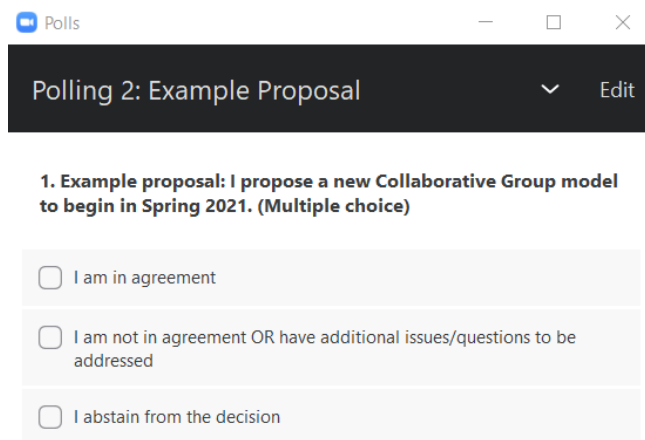 Polls
Polling 2: Example Proposal
Edit
1. Example proposal: I propose a new Collaborative Group model
to begin in Spring 2021. (Multiple choice)
I am in agreement
I am not in agreement OR have additional issues/questions to be
addressed
I abstain from the decision